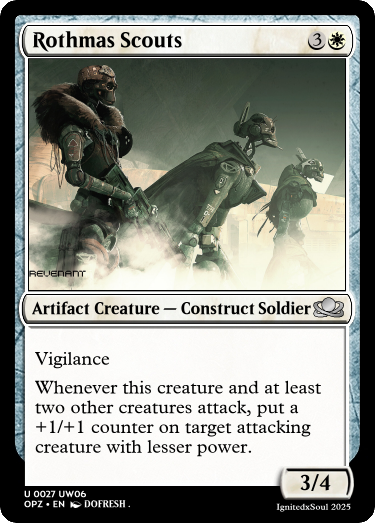 Rothmas Scouts 3
REVENANT
Artifact Creature — Construct Soldier
Vigilance
Whenever this creature and at least
two other creatures attack, put a
+1/+1 counter on target attacking
creature with lesser power.
3/4
U 0027 UW06
OPZ • EN DOFRESH .
IgnitedxSoul 2025